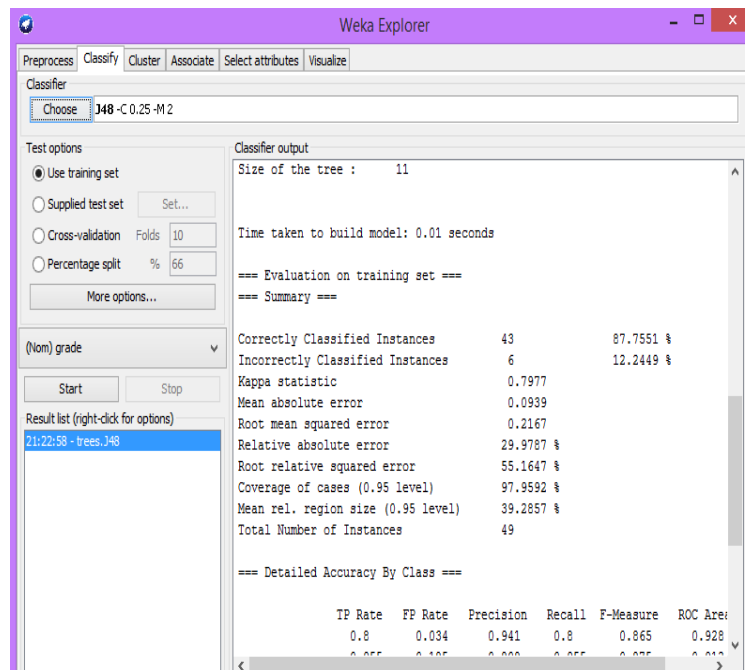 Weka Explorer
Preprocess Classify Cluster Associate Select attributes Visualize
Classifier
Choose J48 -C 0.25 -M 2
Test options
Use training set
Supplied test set Set...
Cross-validation Folds 10
Percentage split % 66
More options...
(Nom) grade
Start Stop
Result list (right-click for options)
21:22:58 - trees.J48
Classifier output
Size of the tree : 11
Time taken to build model: 0.01 seconds
=== Evaluation on training set ===
=== Summary ===
Correctly Classified Instances 43 87.7551 %
Incorrectly Classified Instances 6 12.2449 %
Kappa statistic 0.7977
Mean absolute error 0.0939
Root mean squared error 0.2167
Relative absolute error 29.9787 %
Root relative squared error 55.1647 %
Coverage of cases (0.95 level) 97.9592 %
Mean rel. region size (0.95 level) 39.2857 %
Total Number of Instances 49
=== Detailed Accuracy By Class ===
TP Rate FP Rate Precision Recall F-Measure ROC Area
0.8 0.034 0.941 0.8 0.865 0.928